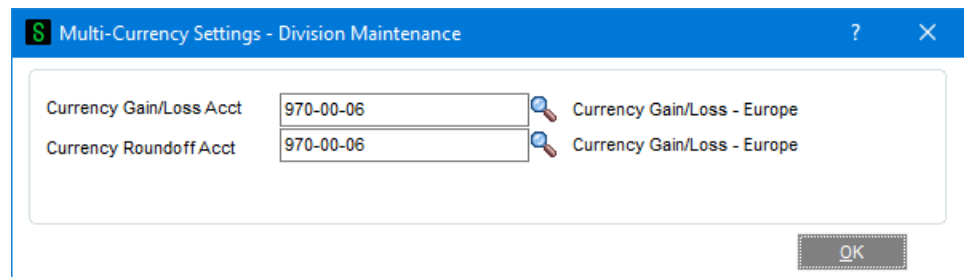 S Multi-Currency Settings - Division Maintenance ? ×
Currency Gain/Loss Acct 970-00-06 Currency Gain/Loss - Europe
Currency Roundoff Acct 970-00-06 Currency Gain/Loss - Europe
OK